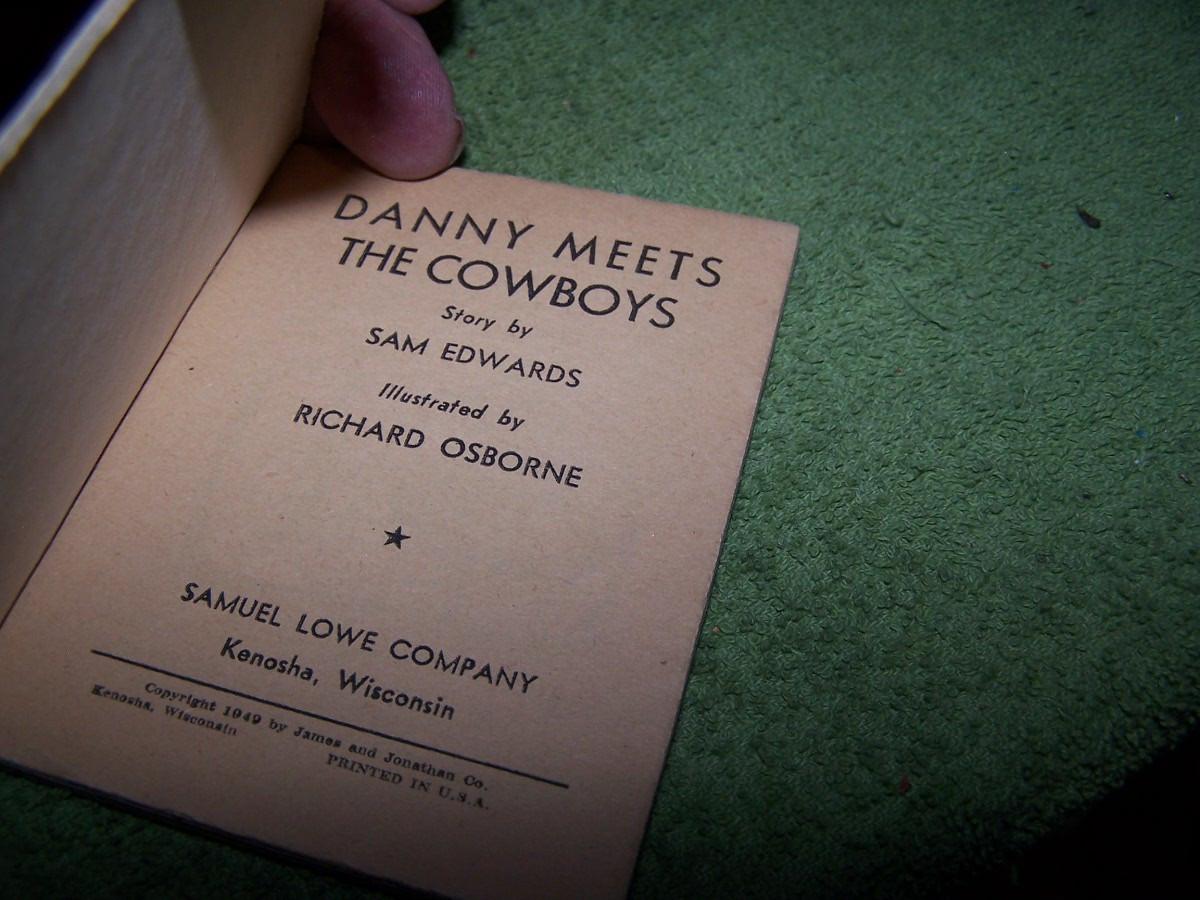 DANNY MEETS
THE COWBOYS
Story by
SAM EDWARDS
Illustrated by
RICHARD OSBORNE
SAMUEL LOWE COMPANY
Kenosha, Wisconsin
Copyright 1949 by James and Jonathan Co.
Kenosha, Wisconsin
PRINTED IN U.S.A.